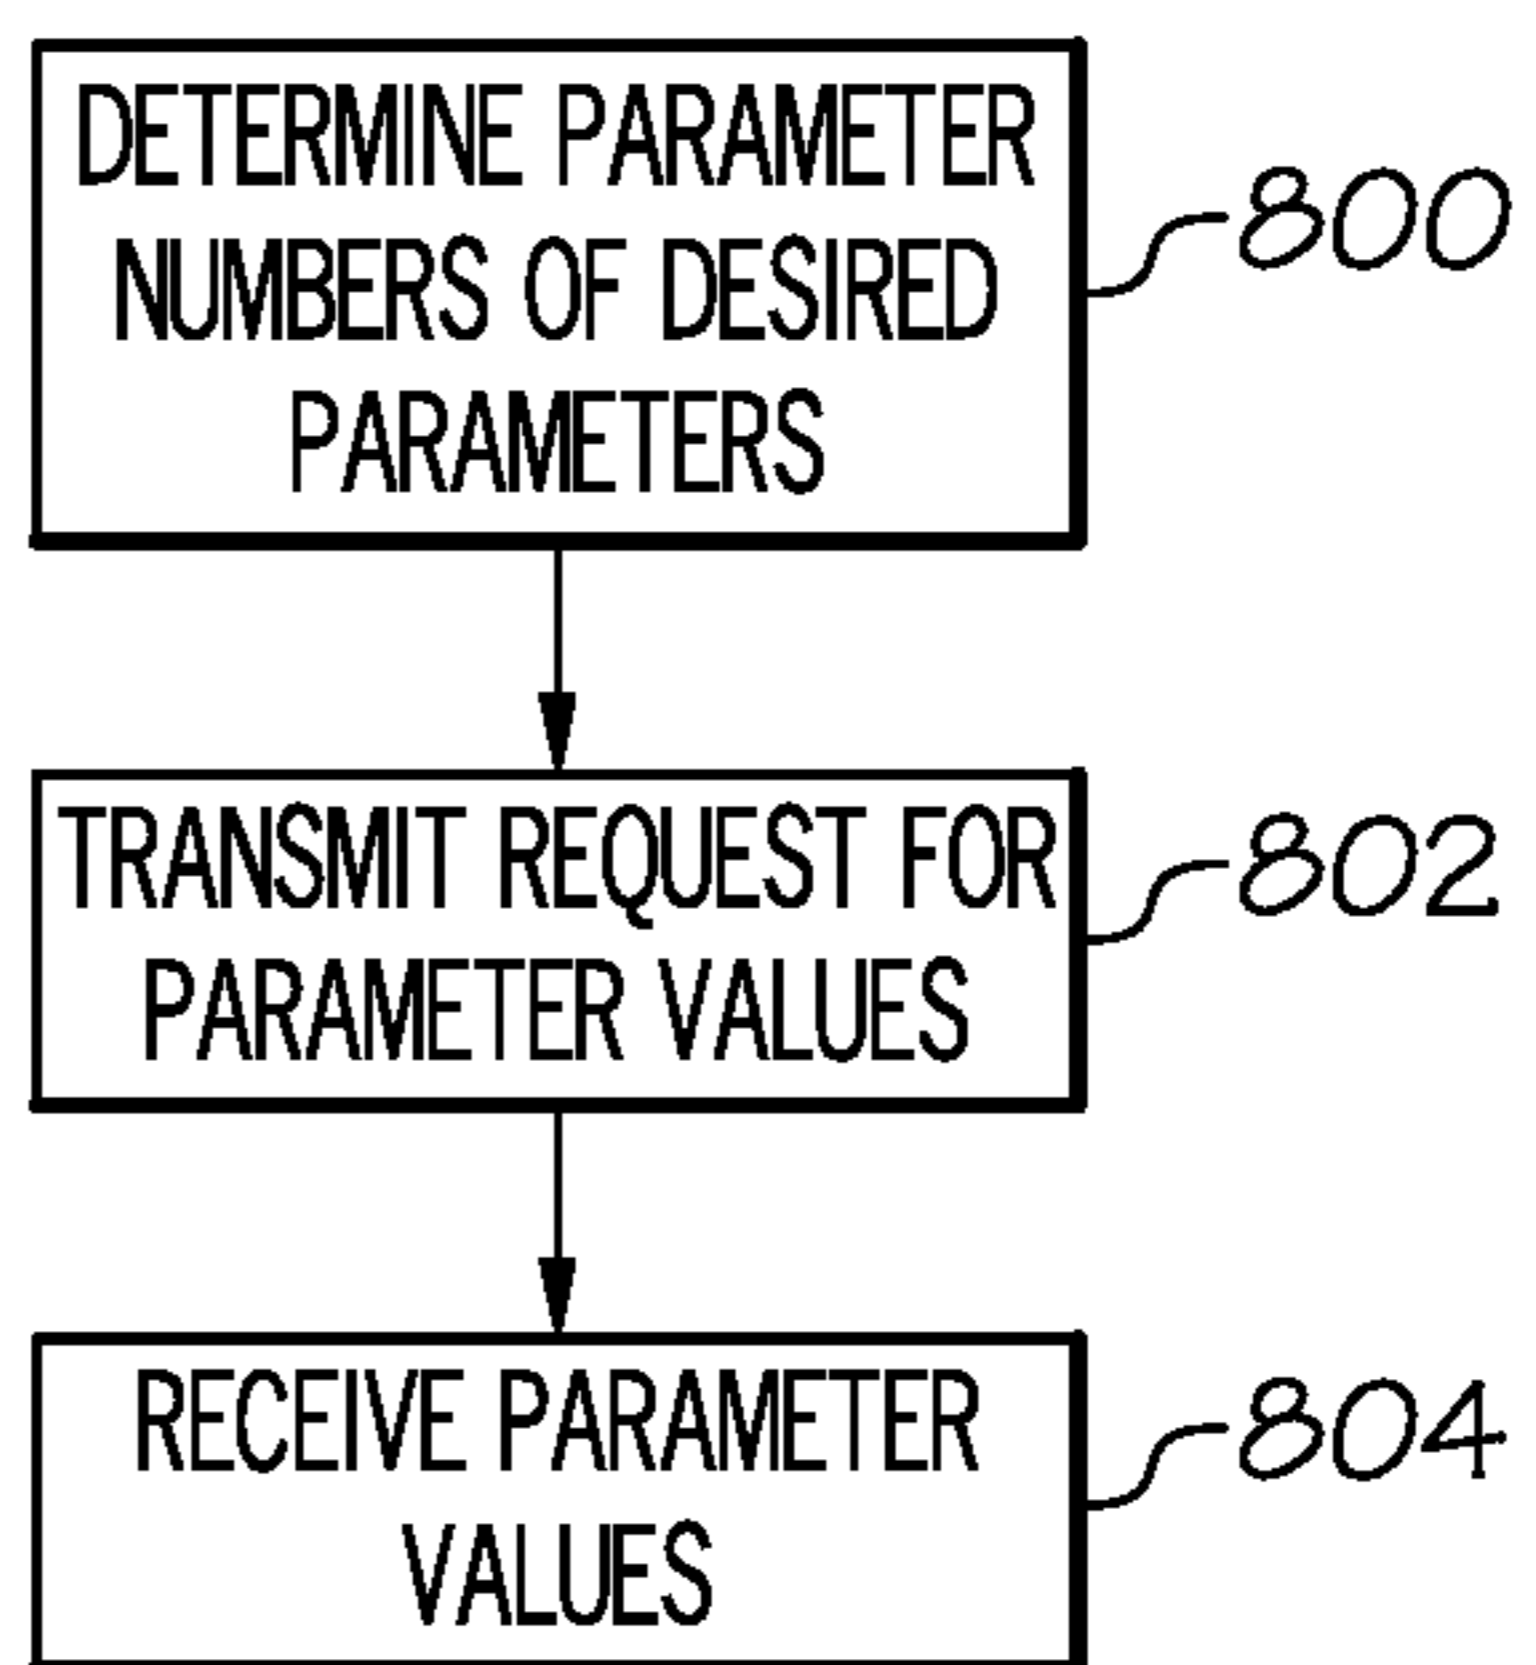 DETERMINE PARAMETER
NUMBERS OF DESIRED
PARAMETERS
800
TRANSMIT REQUEST FOR
PARAMETER VALUES
802
RECEIVE PARAMETER
VALUES
804